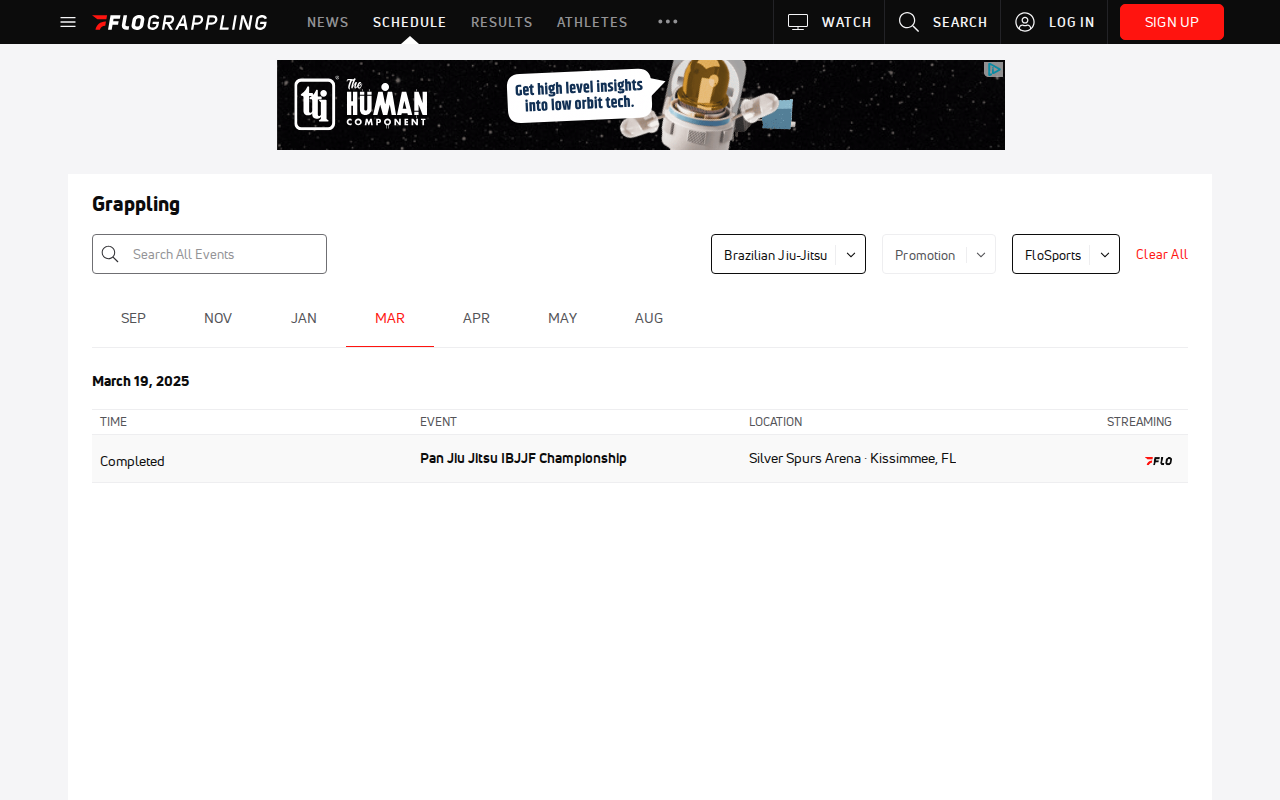 FLOGRAPPLING NEWS SCHEDULE RESULTS ATHLETES WATCH SEARCH LOG IN SIGN UP
tti The HUMAN COMPONENT
Get high level insights
into low orbit tech.
Grappling
Search All Events Brazilian Jiu-Jitsu Promotion FloSports Clear All
SEP NOV JAN MAR APR MAY AUG
March 19, 2025
TIME EVENT LOCATION STREAMING
Completed Pan Jiu Jitsu IBJJF Championship Silver Spurs Arena · Kissimmee, FL FLO